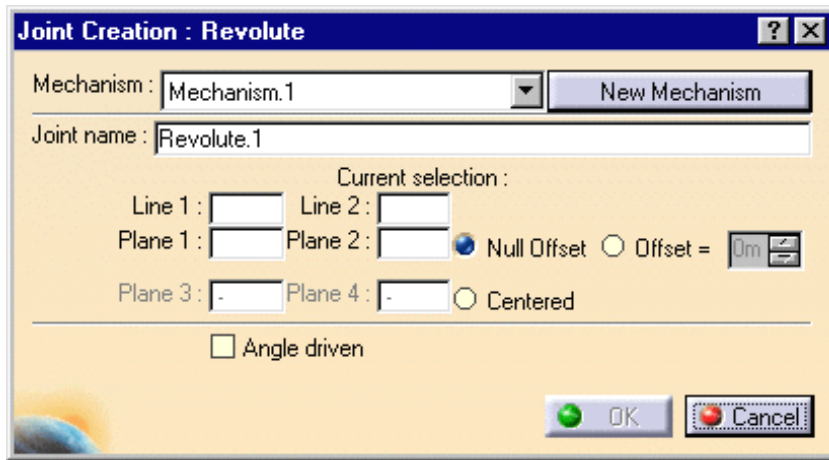 Joint Creation : Revolute
Mechanism : Mechanism.1 New Mechanism
Joint name : Revolute.1
Current selection :
Line 1 : Line 2 :
Plane 1 : Plane 2 : Null Offset Offset = 0m
Plane 3 : - Plane 4 : - Centered
Angle driven
OK Cancel